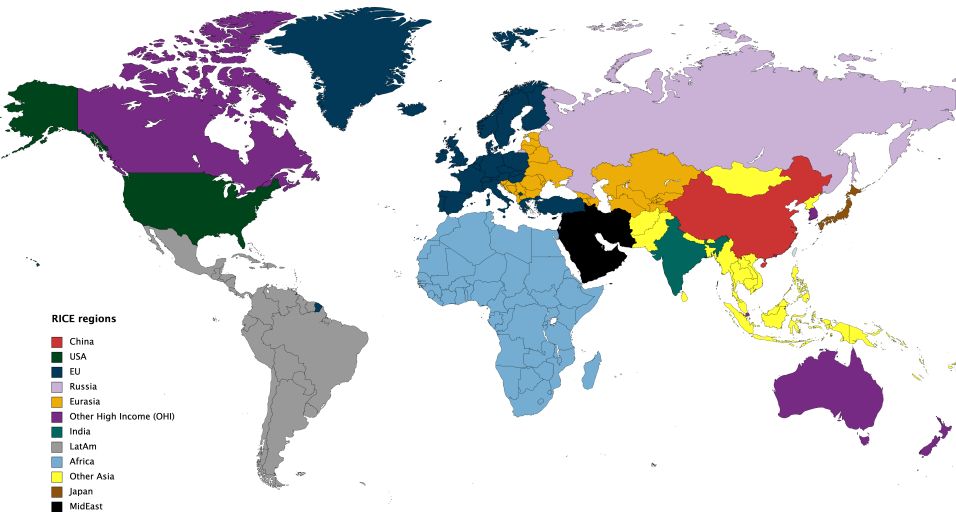 RICE regions
China
USA
EU
Russia
Eurasia
Other High Income (OHI)
India
LatAm
Africa
Other Asia
Japan
MidEast